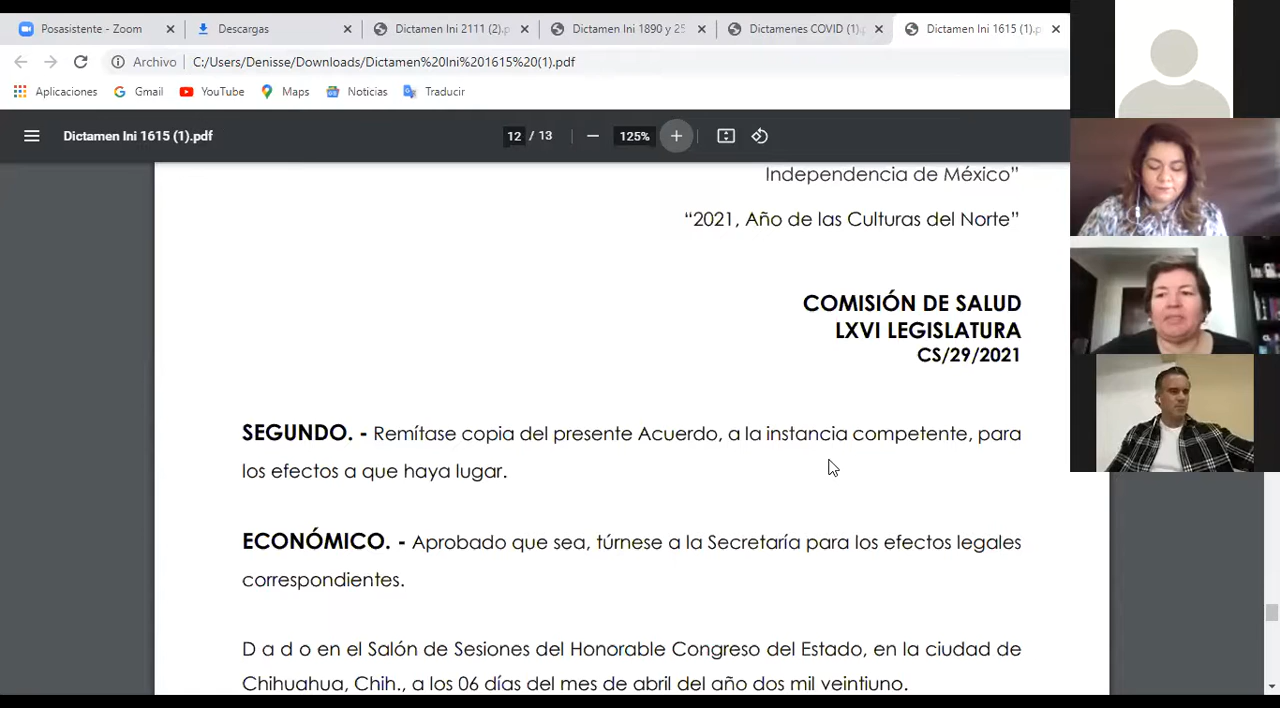 Posasistente - Zoom
Descargas
Dictamen Ini 2111 (2).p
Dictamen Ini 1890 y 25
Dictamenes COVID (1).p
Dictamen Ini 1615 (1).p
Archivo | C:/Users/Denisse/Downloads/Dictamen%20Ini%201615%20(1).pdf
Aplicaciones Gmail YouTube Maps Noticias Traducir
Dictamen Ini 1615 (1).pdf 12 / 13 — 125% +
Independencia de México”
“2021, Año de las Culturas del Norte”
COMISIÓN DE SALUD
LXVI LEGISLATURA
CS/29/2021
SEGUNDO. - Remítase copia del presente Acuerdo, a la instancia competente, para
los efectos a que haya lugar.
ECONÓMICO. - Aprobado que sea, túrnese a la Secretaría para los efectos legales
correspondientes.
D a d o en el Salón de Sesiones del Honorable Congreso del Estado, en la ciudad de
Chihuahua, Chih., a los 06 días del mes de abril del año dos mil veintiuno.